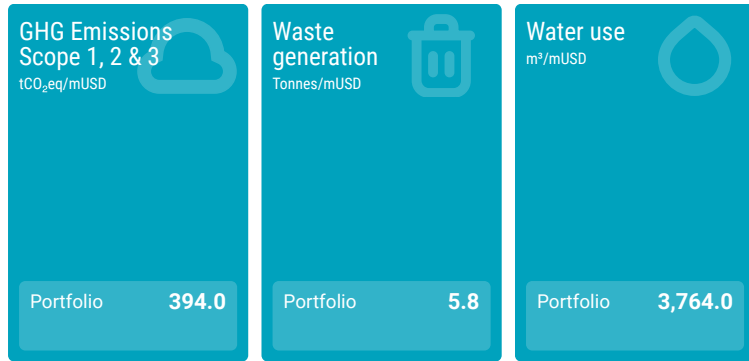 GHG Emissions
Scope 1, 2 & 3
tCO₂eq/mUSD
Portfolio 394.0
Waste
generation
Tonnes/mUSD
Portfolio 5.8
Water use
m³/mUSD
Portfolio 3,764.0